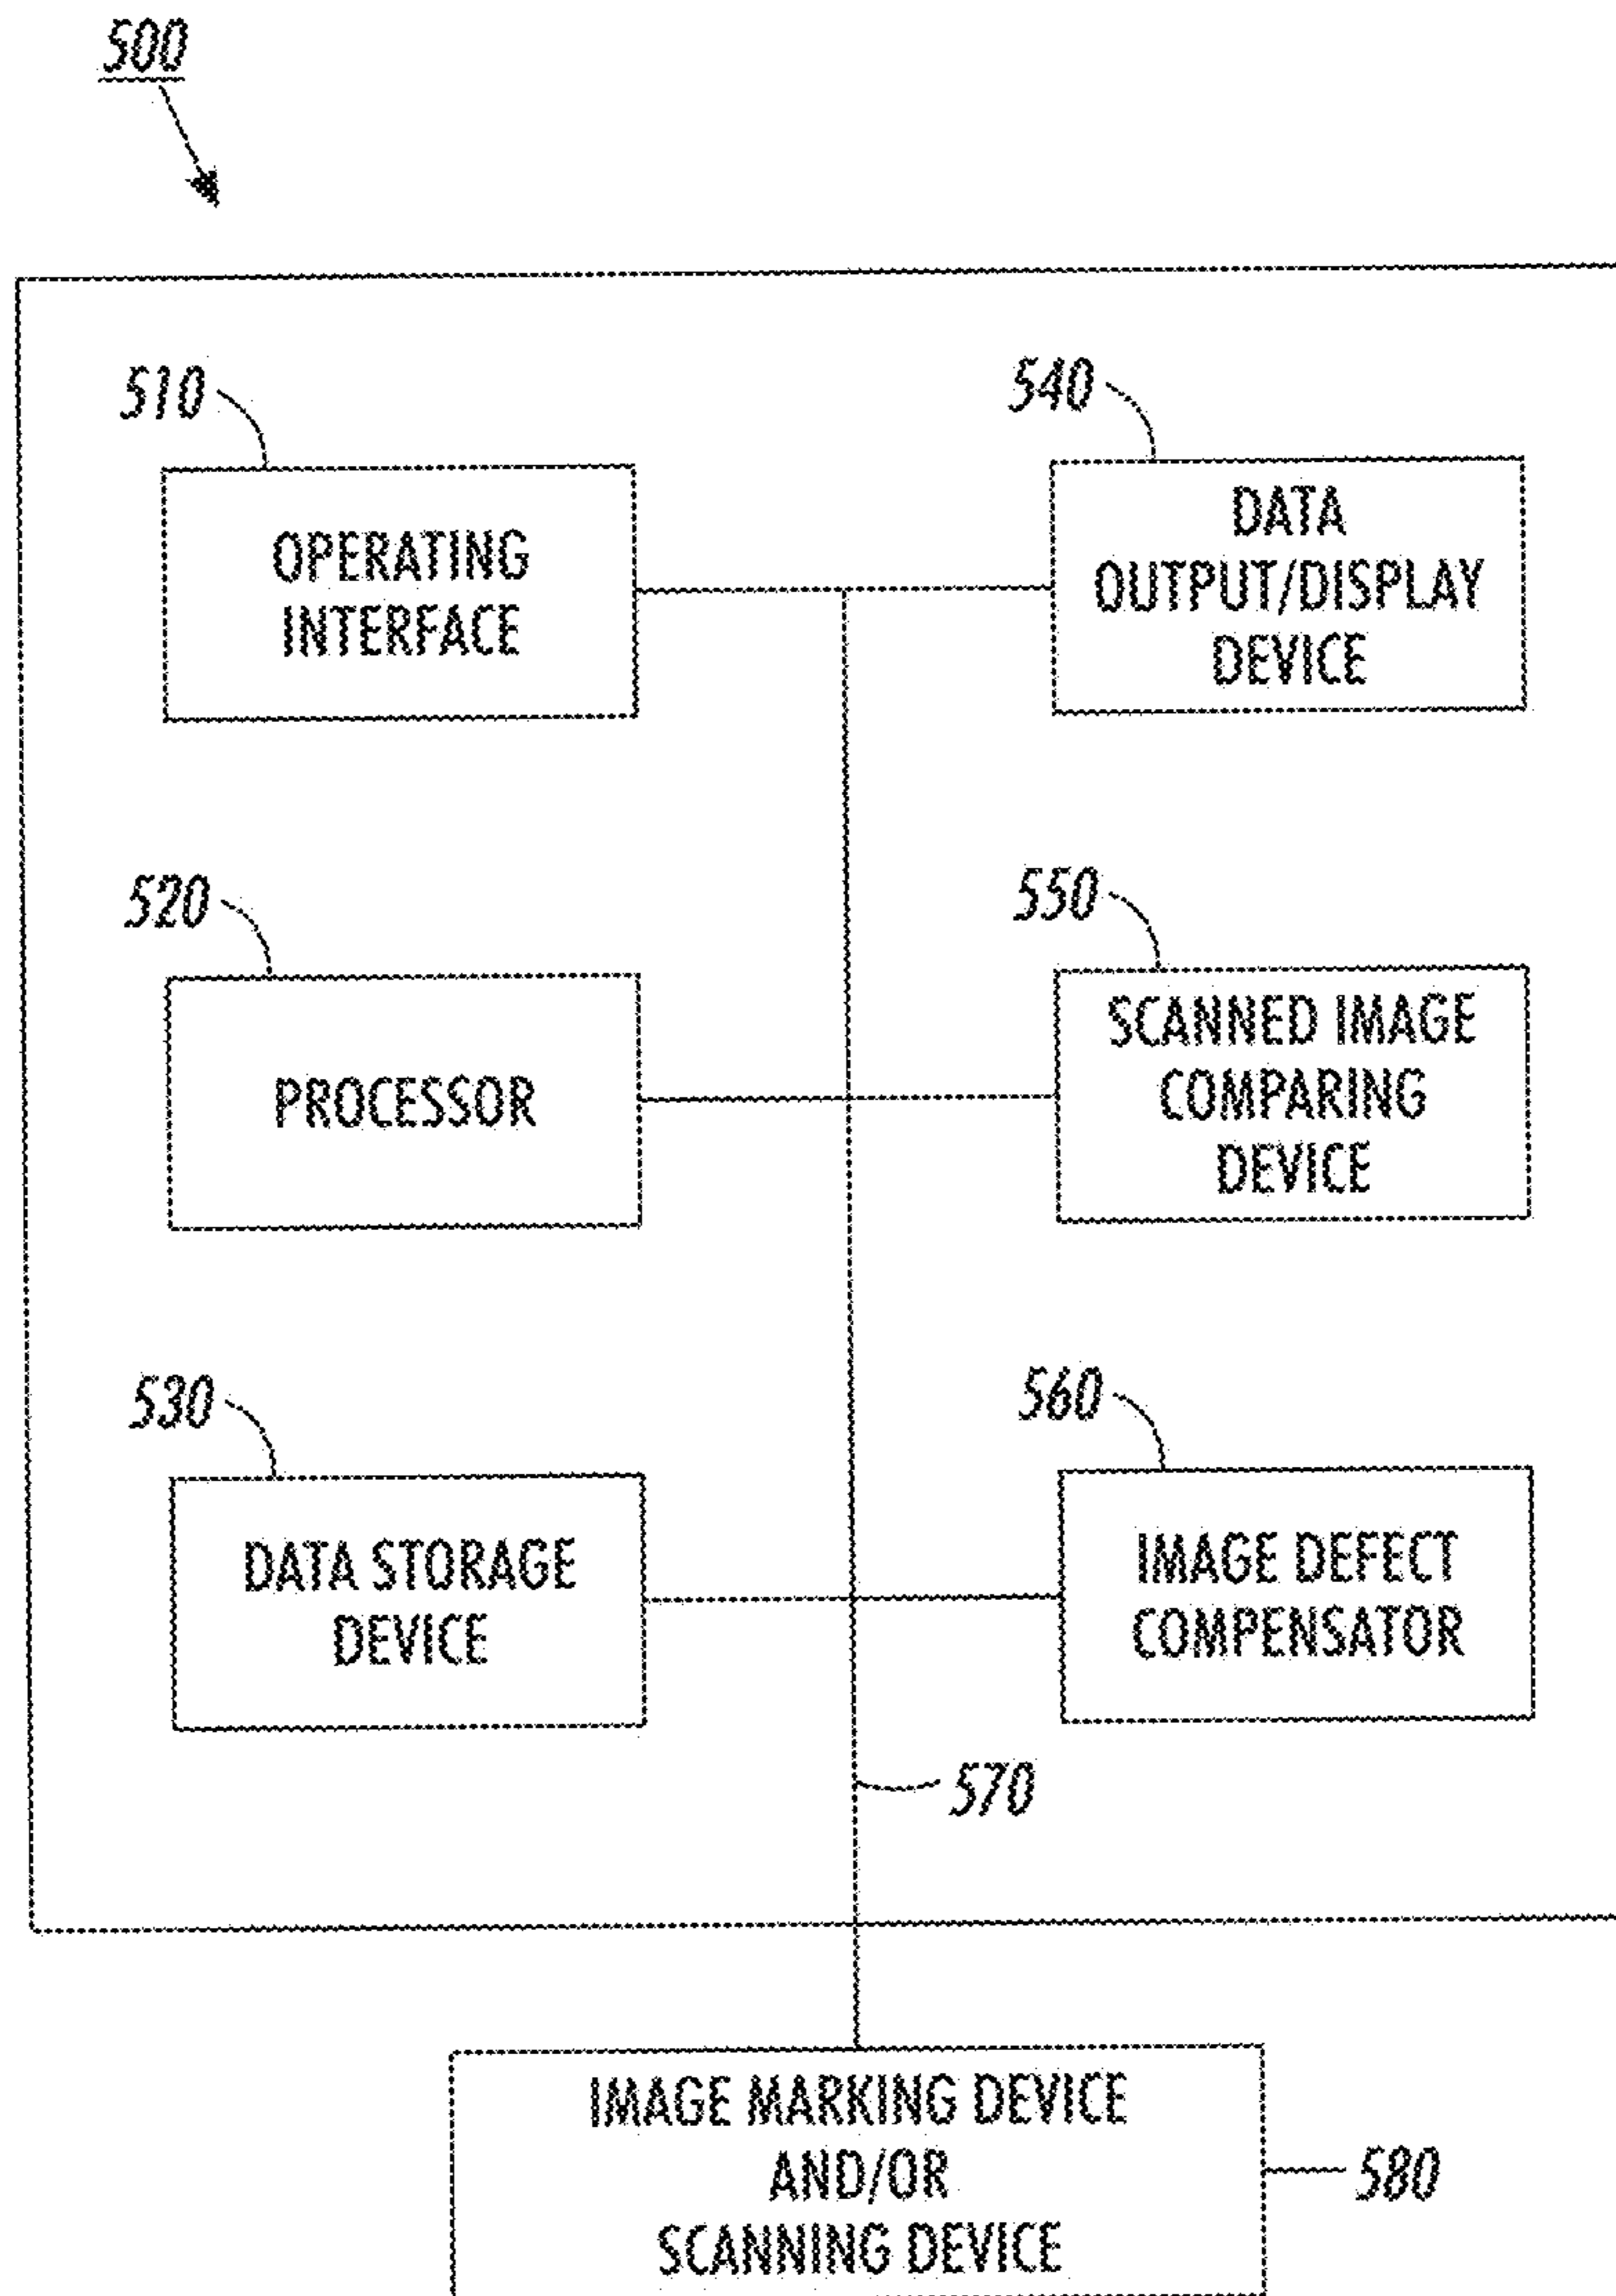 500
510
OPERATING
INTERFACE
540
DATA
OUTPUT/DISPLAY
DEVICE
520
PROCESSOR
550
SCANNED IMAGE
COMPARING
DEVICE
530
DATA STORAGE
DEVICE
560
IMAGE DEFECT
COMPENSATOR
570
IMAGE MARKING DEVICE
AND/OR
SCANNING DEVICE
580